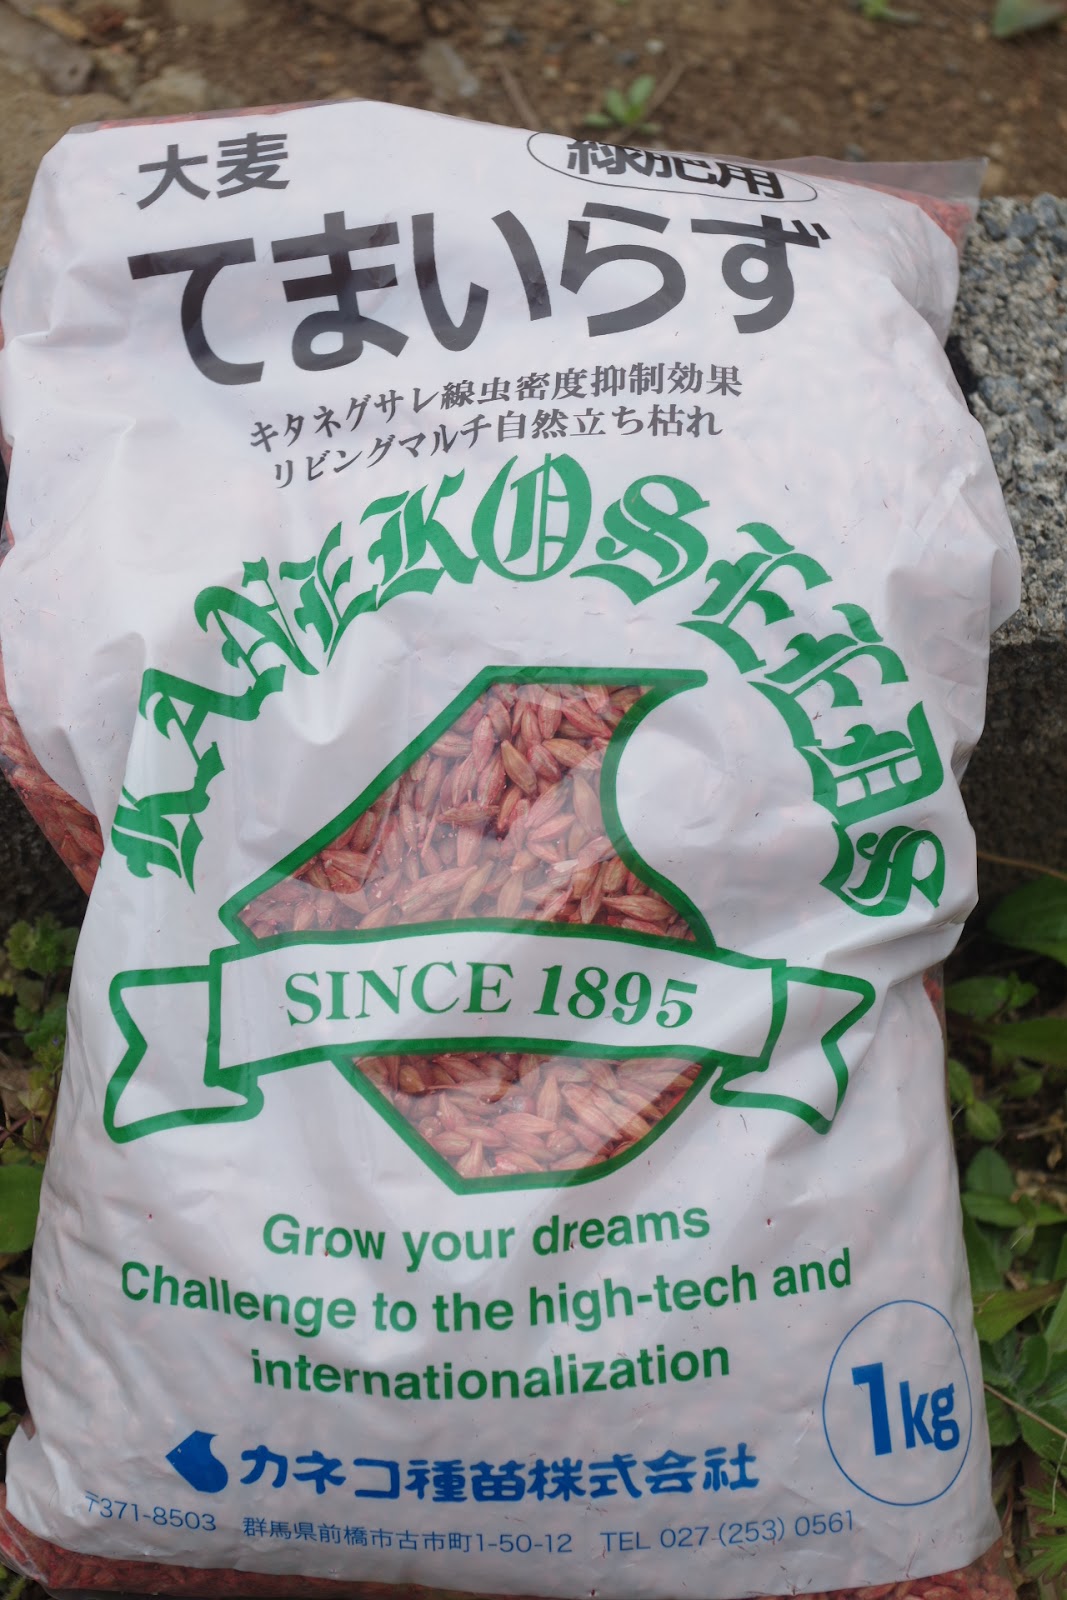 緑肥用
大麦
てまいらず
キタネグサレ線虫密度抑制効果
リビングマルチ自然立ち枯れ
KANEKO SEEDS
SINCE 1895
Grow your dreams
Challenge to the high-tech and
internationalization
1kg
カネコ種苗株式会社
〒371-8503 群馬県前橋市古市町1-50-12 TEL 027-(253) 0561